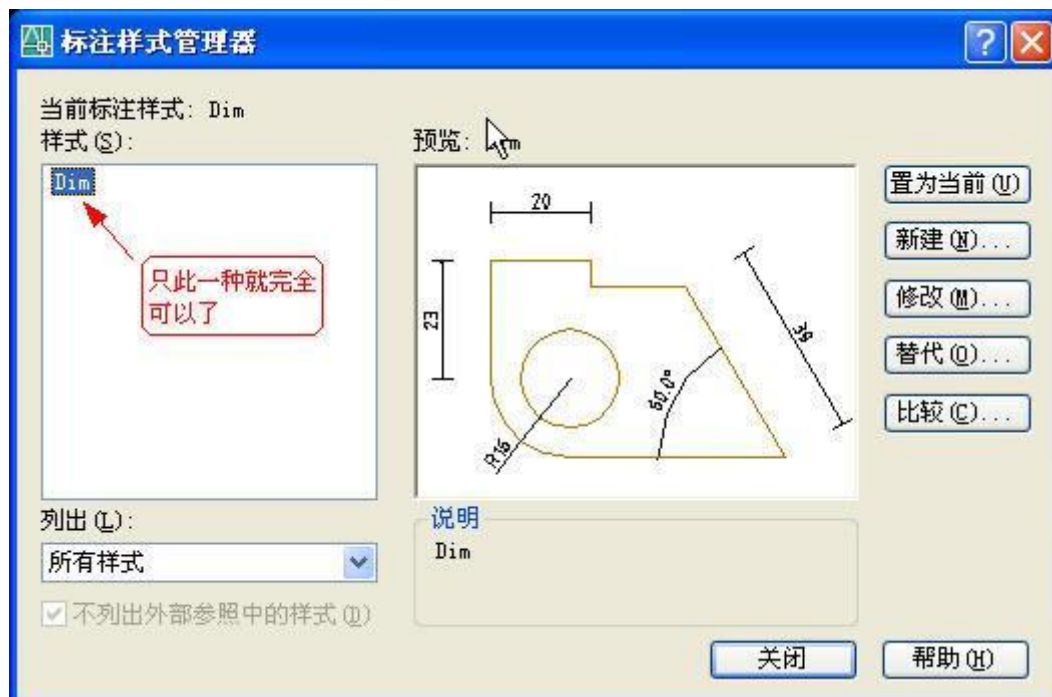 标注样式管理器
当前标注样式: Dim
样式(S):
预览:
Dim
只此一种就完全
可以了
20
23
39
60.0°
R16
置为当前(U)
新建(N)...
修改(M)...
替代(O)...
比较(C)...
列出(L):
所有样式
不列出外部参照中的样式(D)
说明
Dim
关闭
帮助(H)